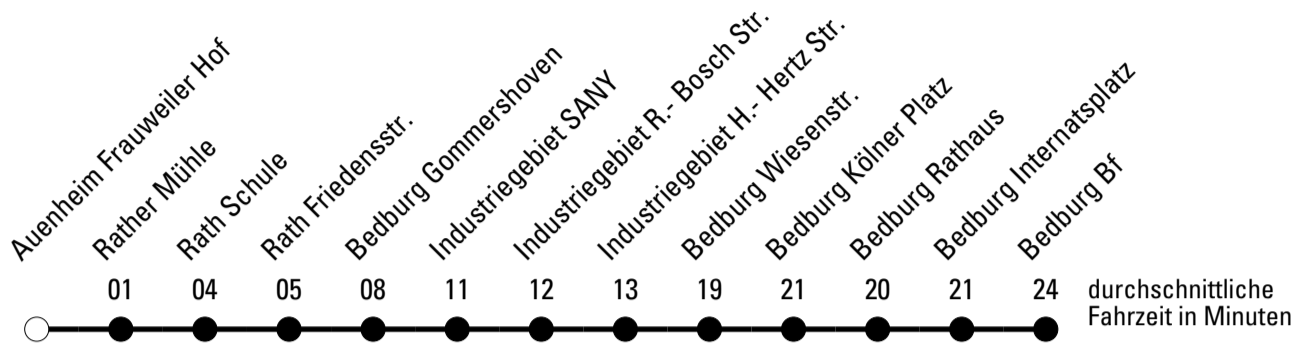 Auenheim Frauweiler Hof
Rather Mühle
Rath Schule
Rath Friedensstr.
Bedburg Gommershoven
Industriegebiet SANY
Industriegebiet R.- Bosch Str.
Industriegebiet H.- Hertz Str.
Bedburg Wiesenstr.
Bedburg Kölner Platz
Bedburg Rathaus
Bedburg Internatsplatz
Bedburg Bf
01 04 05 08 11 12 13 19 21 20 21 24
durchschnittliche
Fahrzeit in Minuten